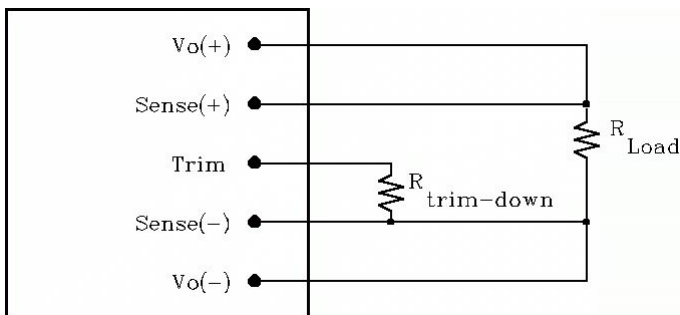 Vo(+)
Sense(+)
Trim
Sense(-)
Vo(-)
R
trim-down
R
Load